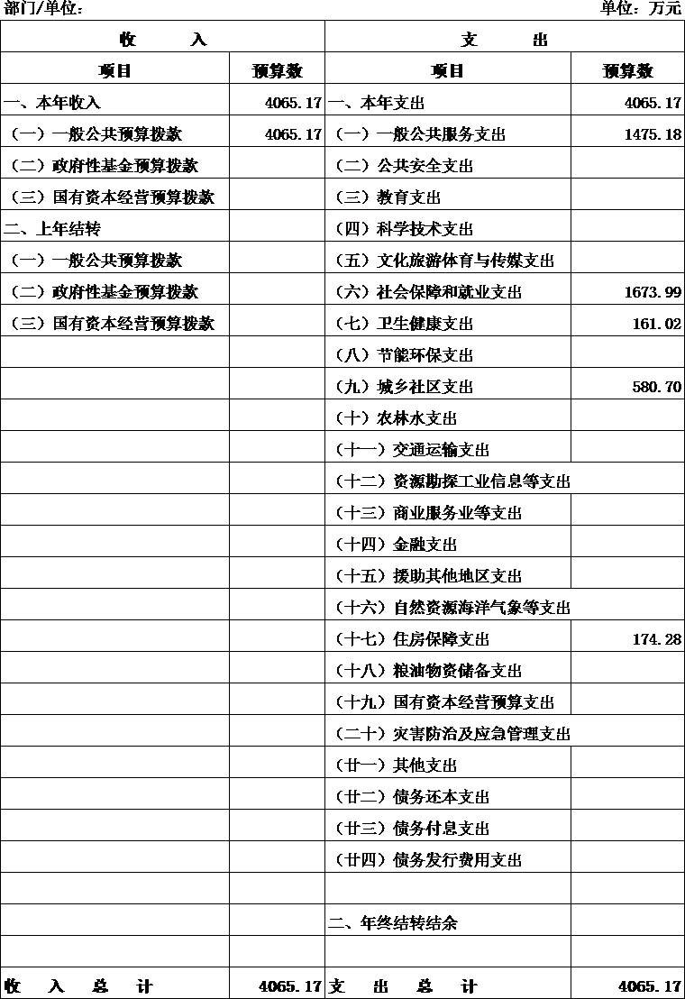 部门/单位： 单位：万元
收 入 支 出
项目 预算数 项目 预算数
一、本年收入 4065.17 一、本年支出 4065.17
（一）一般公共预算拨款 4065.17 （一）一般公共服务支出 1475.18
（二）政府性基金预算拨款 （二）公共安全支出
（三）国有资本经营预算拨款 （三）教育支出
二、上年结转 （四）科学技术支出
（一）一般公共预算拨款 （五）文化旅游体育与传媒支出
（二）政府性基金预算拨款 （六）社会保障和就业支出 1673.99
（三）国有资本经营预算拨款 （七）卫生健康支出 161.02
（八）节能环保支出
（九）城乡社区支出 580.70
（十）农林水支出
（十一）交通运输支出
（十二）资源勘探工业信息等支出
（十三）商业服务业等支出
（十四）金融支出
（十五）援助其他地区支出
（十六）自然资源海洋气象等支出
（十七）住房保障支出 174.28
（十八）粮油物资储备支出
（十九）国有资本经营预算支出
（二十）灾害防治及应急管理支出
（廿一）其他支出
（廿二）债务还本支出
（廿三）债务付息支出
（廿四）债务发行费用支出
二、年终结转结余
收 入 总 计 4065.17 支 出 总 计 4065.17